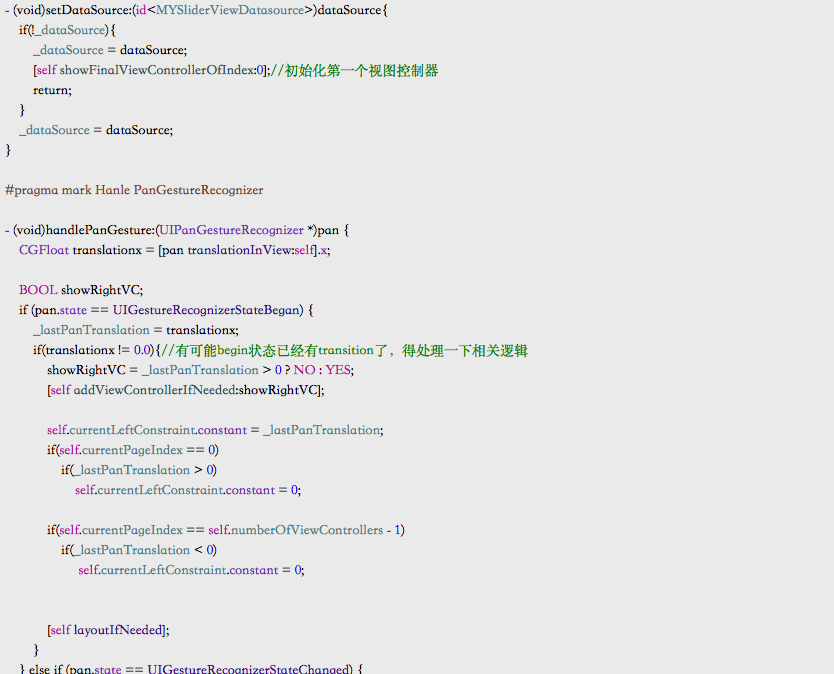 - (void)setDataSource:(id<MYSliderViewDatasource>)dataSource{
if(!_dataSource){
_dataSource = dataSource;
[self showFinalViewControllerOfIndex:0];//初始化第一个视图控制器
return;
}
_dataSource = dataSource;
}
#pragma mark Hanle PanGestureRecognizer
- (void)handlePanGesture:(UIPanGestureRecognizer *)pan {
CGFloat translationx = [pan translationInView:self].x;
BOOL showRightVC;
if (pan.state == UIGestureRecognizerStateBegan) {
_lastPanTranslation = translationx;
if(translationx != 0.0){//有可能begin状态已经有transition了，得处理一下相关逻辑
showRightVC = _lastPanTranslation > 0 ? NO : YES;
[self addViewControllerIfNeeded:showRightVC];
self.currentLeftConstraint.constant = _lastPanTranslation;
if(self.currentPageIndex == 0)
if(_lastPanTranslation > 0)
self.currentLeftConstraint.constant = 0;
if(self.currentPageIndex == self.numberOfViewControllers - 1)
if(_lastPanTranslation < 0)
self.currentLeftConstraint.constant = 0;
[self layoutIfNeeded];
}
} else if (pan.state == UIGestureRecognizerStateChanged) {